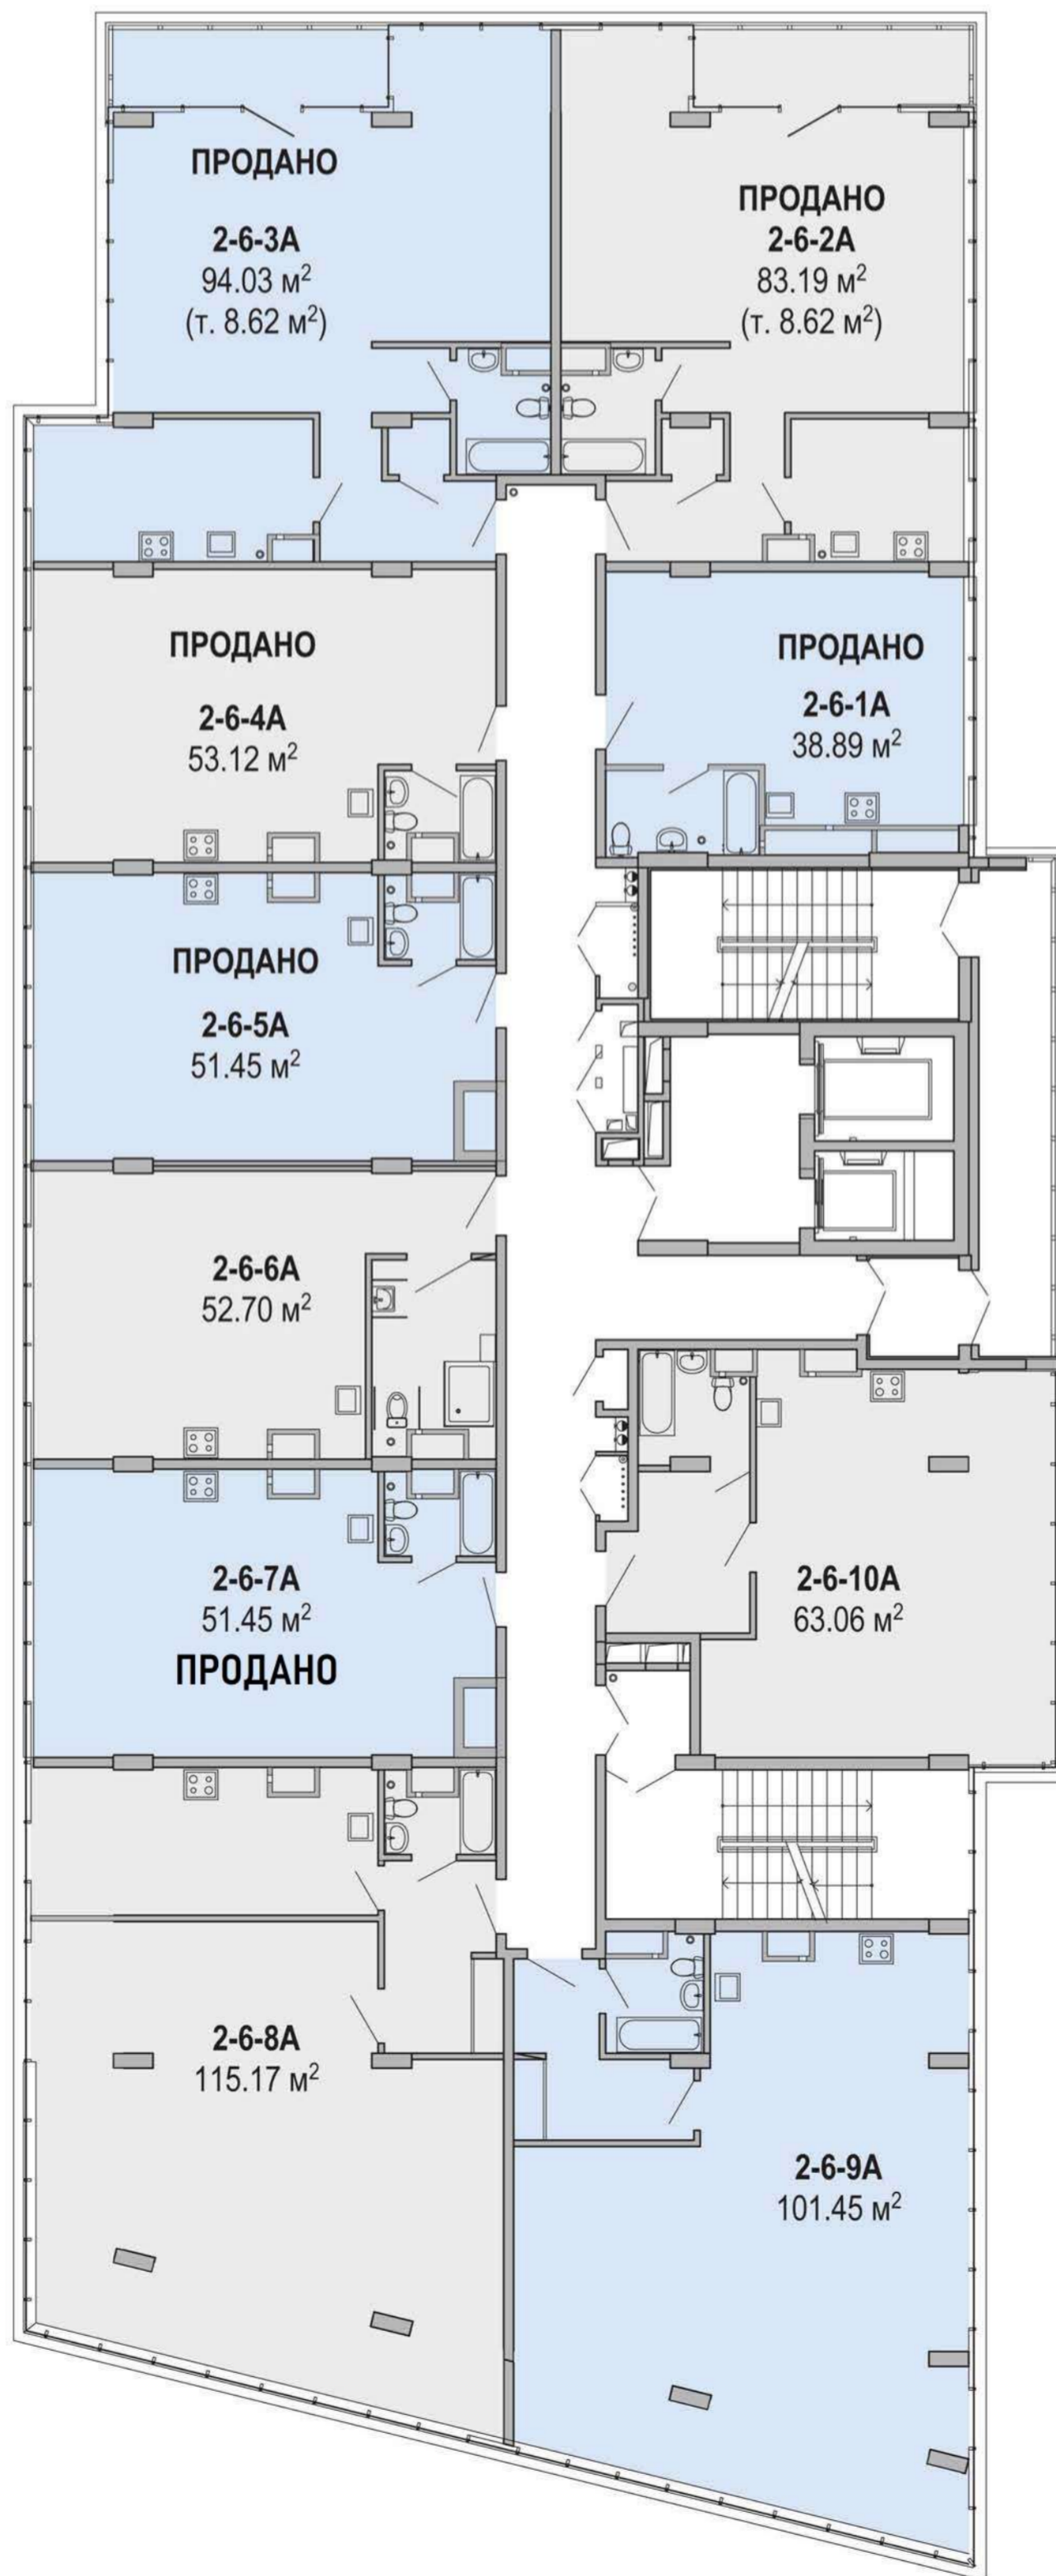 ПРОДАНО
2-6-3А
94.03 м²
(т. 8.62 м²)
ПРОДАНО
2-6-2А
83.19 м²
(т. 8.62 м²)
ПРОДАНО
2-6-4А
53.12 м²
ПРОДАНО
2-6-1А
38.89 м²
ПРОДАНО
2-6-5А
51.45 м²
2-6-6А
52.70 м²
2-6-7А
51.45 м²
ПРОДАНО
2-6-10А
63.06 м²
2-6-8А
115.17 м²
2-6-9А
101.45 м²